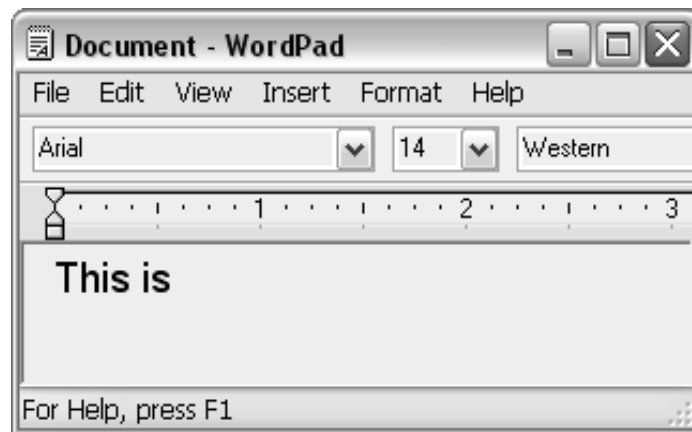 Document - WordPad
File Edit View Insert Format Help
Arial 14 Western
1 2 3
This is
For Help, press F1